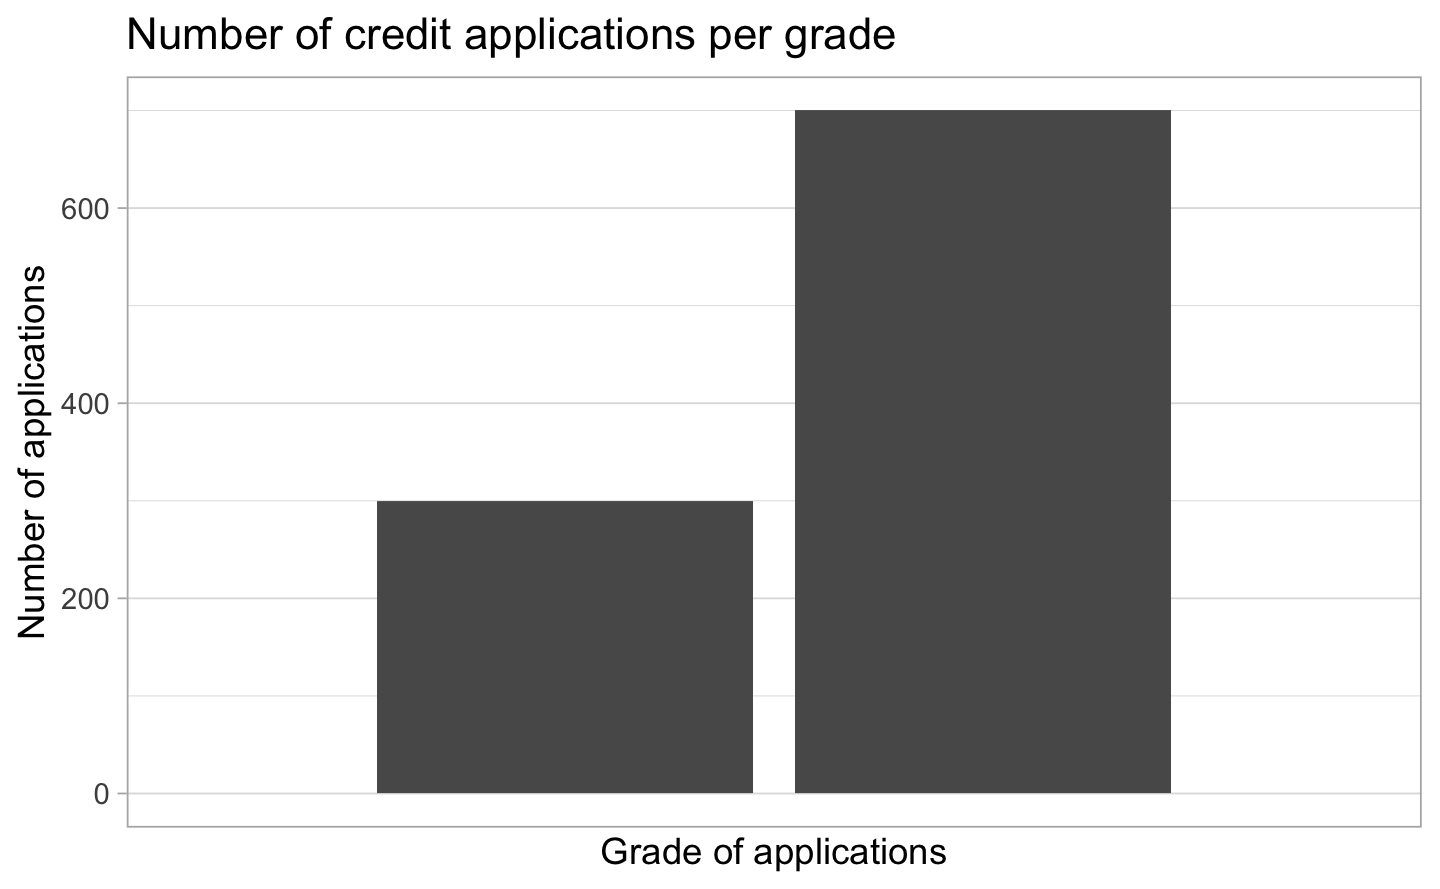 Number of credit applications per grade
Number of applications
600
400
200
0
Grade of applications